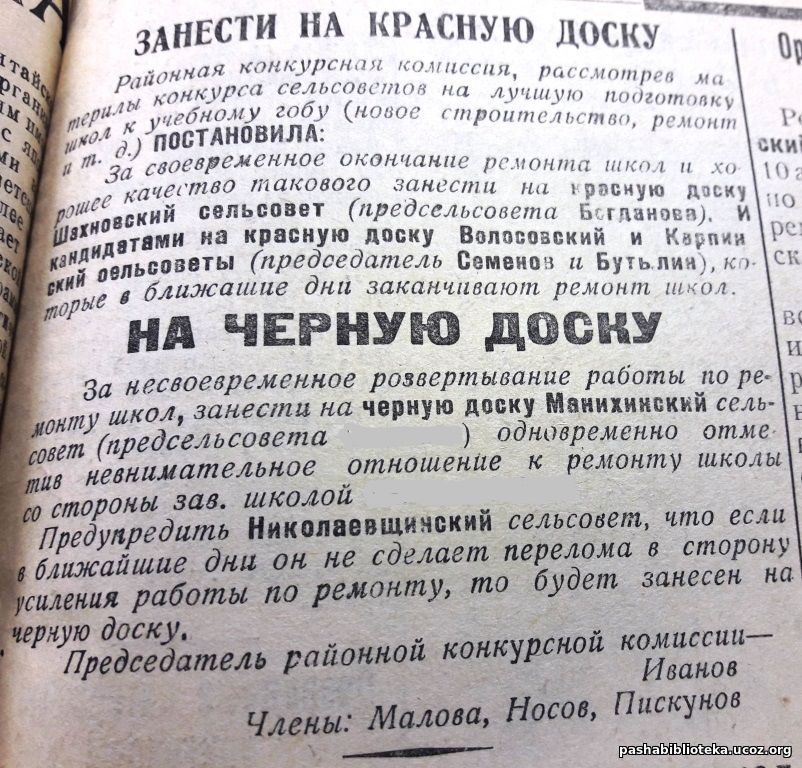 ЗАНЕСТИ НА КРАСНУЮ ДОСКУ
Районная конкурсная комиссия, рассмотрев ма
терилы конкурса сельсоветов на лучшую подготовку
школ к учебному гобу (новое строительство, ремонт
и т. д.) ПОСТАНОВИЛА:
За своевременное окончание ремонта школ и хо-
рошее качество такового занести на красную доску
Шахновский сельсовет (предсельсовета Богданова). И
кандидатами на красную доску Волосовский и Карпин
ский сельсоветы (председатель Семенов и Бутылин), ко-
торые в ближашие дни заканчивают ремонт школ.
НА ЧЕРНУЮ ДОСКУ
За несвоевременное розвертывание работы по ре-
монту школ, занести на черную доску Манихинский сель-
совет (предсельсовета ) одновременно отме-
тив невнимательное отношение к ремонту школы
со стороны зав. школой
Предупредить Николаевщинский сельсовет, что если
в ближайшие дни он не сделает перелома в сторону
усиления работы по ремонту, то будет занесен на
черную доску.
Председатель районной конкурсной комиссии—
Иванов
Члены: Малова, Носов, Пискунов
pashabiblioteka.ucoz.org